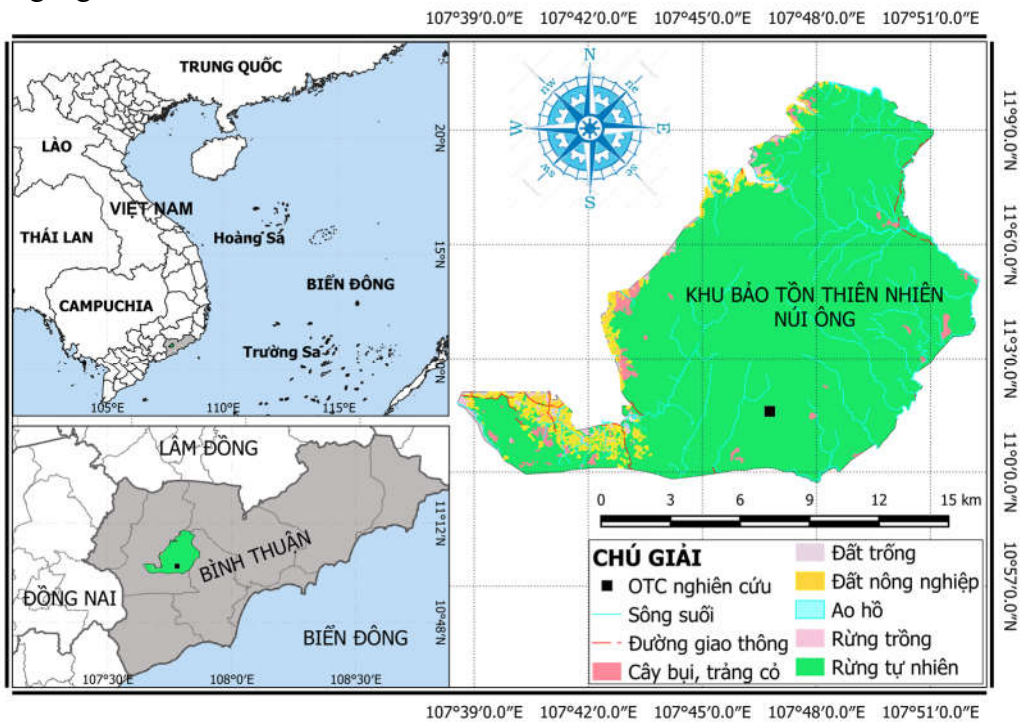 107°39'0.0"E 107°42'0.0"E 107°45'0.0"E 107°48'0.0"E 107°51'0.0"E
TRUNG QUỐC
LÀO
VIỆT NAM
THÁI LAN
Hoàng Sa
CAMPUCHIA
BIỂN ĐÔNG
Trường Sa
20°N
15°N
10°N
105°E 110°E 115°E
N
ne
E
se
S
sw
W
nw
KHU BẢO TỒN THIÊN NHIÊN
NÚI ÔNG
11°9'0.0"N
11°6'0.0"N
11°3'0.0"N
11°0'0.0"N
10°57'0.0"N
LÂM ĐỒNG
BÌNH THUẬN
ĐỒNG NAI
BIỂN ĐÔNG
11°12'N
10°48'N
107°30'E 108°0'E 108°30'E
0 3 6 9 12 15 km
CHÚ GIẢI
OTC nghiên cứu
Sông suối
Đường giao thông
Cây bụi, trảng cỏ
Đất trống
Đất nông nghiệp
Ao hồ
Rừng trồng
Rừng tự nhiên
107°39'0.0"E 107°42'0.0"E 107°45'0.0"E 107°48'0.0"E 107°51'0.0"E